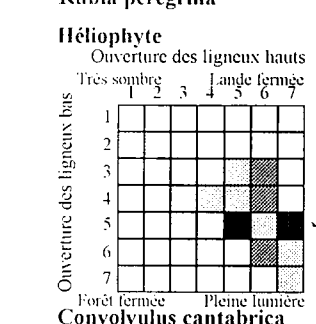 Rubia peregrina
Héliophyte
Ouverture des ligneux hauts
Très sombre Lande fermée
1 2 3 4 5 6 7
Ouverture des ligneux bas
1
2
3
4
5
6
7
Forêt fermée Pleine lumière
Convolvulus cantabrica